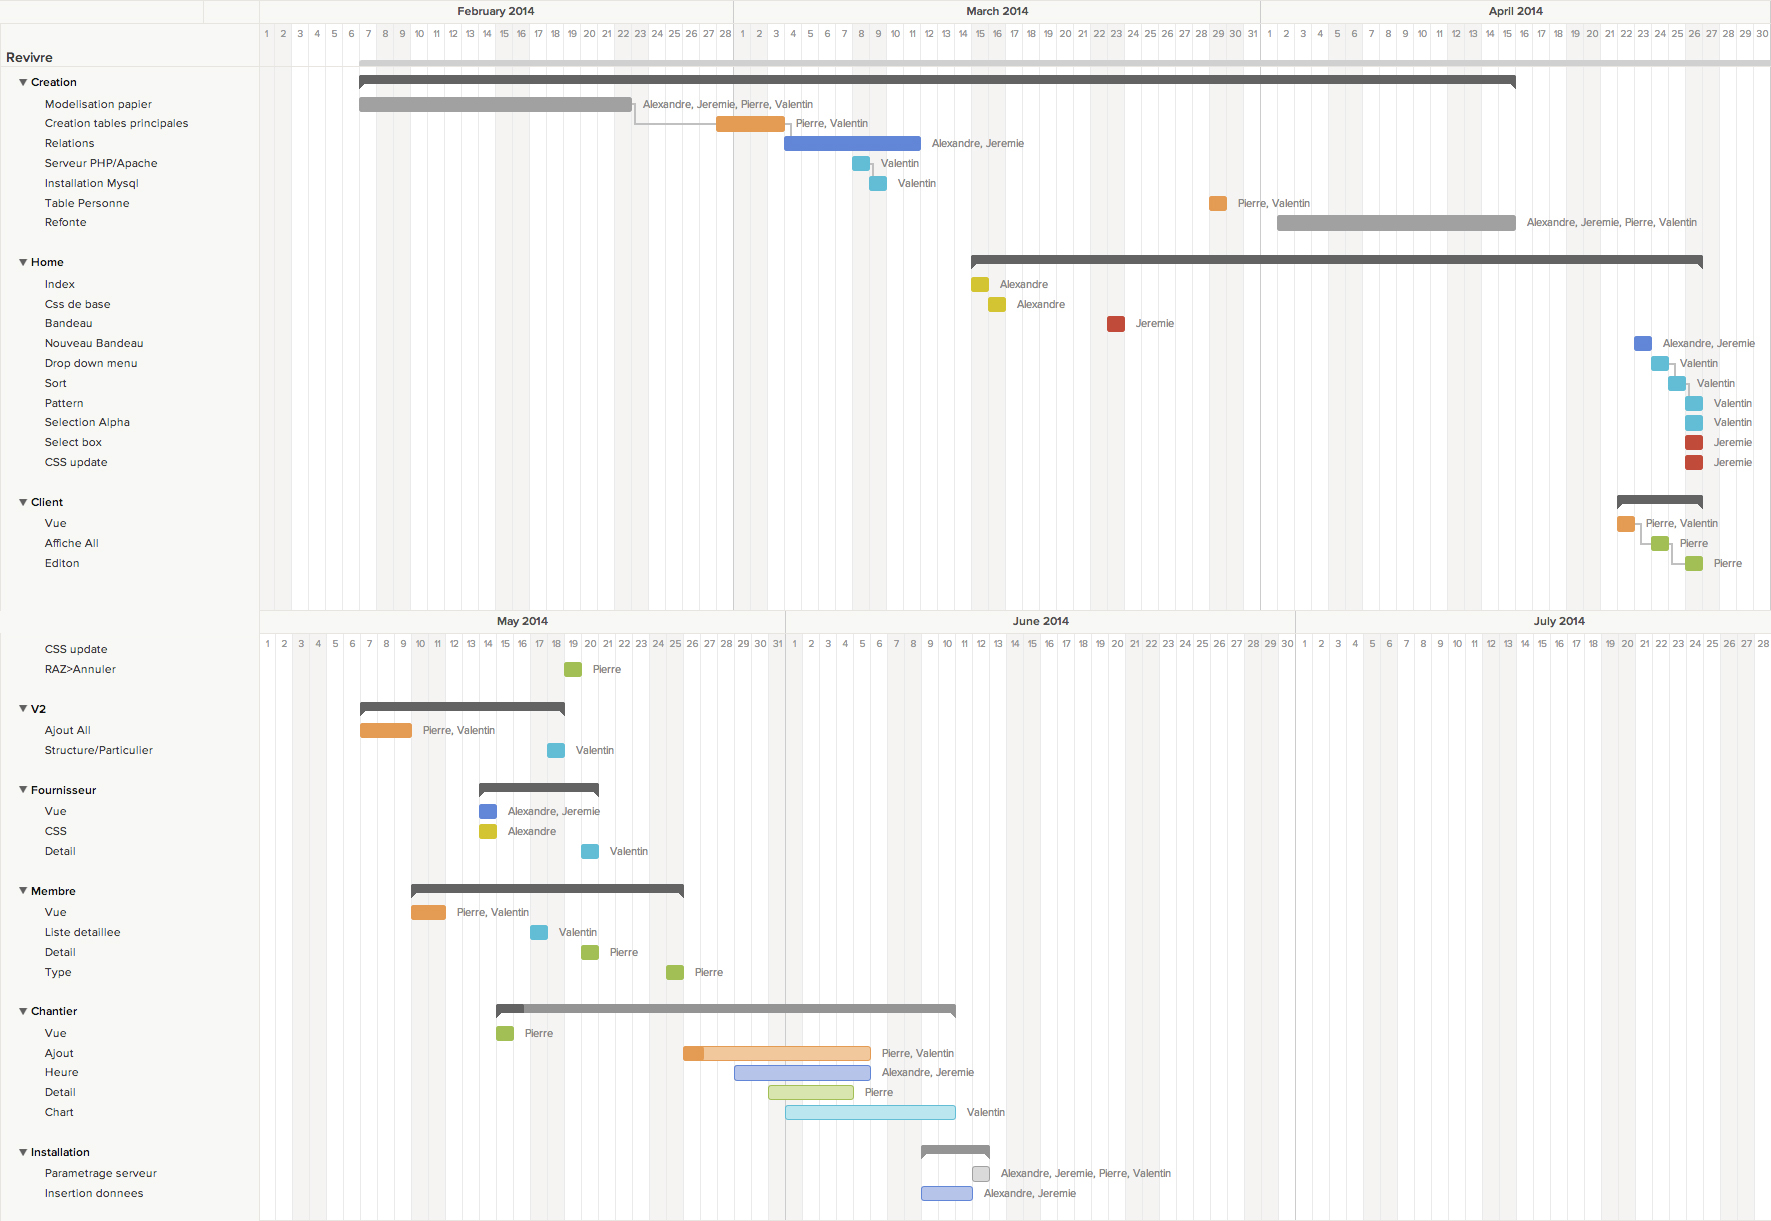 February 2014 March 2014 April 2014
1 2 3 4 5 6 7 8 9 10 11 12 13 14 15 16 17 18 19 20 21 22 23 24 25 26 27 28 1 2 3 4 5 6 7 8 9 10 11 12 13 14 15 16 17 18 19 20 21 22 23 24 25 26 27 28 29 30 31 1 2 3 4 5 6 7 8 9 10 11 12 13 14 15 16 17 18 19 20 21 22 23 24 25 26 27 28 29 30
Revivre
Creation
Modelisation papier Alexandre, Jeremie, Pierre, Valentin
Creation tables principales Pierre, Valentin
Relations Alexandre, Jeremie
Serveur PHP/Apache Valentin
Installation Mysql Valentin
Table Personne Pierre, Valentin
Refonte Alexandre, Jeremie, Pierre, Valentin
Home
Index Alexandre
Css de base Alexandre
Bandeau Jeremie
Nouveau Bandeau Alexandre, Jeremie
Drop down menu Valentin
Sort Valentin
Pattern Valentin
Selection Alpha Valentin
Select box Jeremie
CSS update Jeremie
Client
Vue Pierre, Valentin
Affiche All Pierre
Editon Pierre
May 2014 June 2014 July 2014
1 2 3 4 5 6 7 8 9 10 11 12 13 14 15 16 17 18 19 20 21 22 23 24 25 26 27 28 29 30 31 1 2 3 4 5 6 7 8 9 10 11 12 13 14 15 16 17 18 19 20 21 22 23 24 25 26 27 28 29 30 1 2 3 4 5 6 7 8 9 10 11 12 13 14 15 16 17 18 19 20 21 22 23 24 25 26 27 28
CSS update
RAZ>Annuler Pierre
V2
Ajout All Pierre, Valentin
Structure/Particulier Valentin
Fournisseur
Vue Alexandre, Jeremie
CSS Alexandre
Detail Valentin
Membre
Vue Pierre, Valentin
Liste detaillee Valentin
Detail Pierre
Type Pierre
Chantier
Vue Pierre
Ajout Pierre, Valentin
Heure Alexandre, Jeremie
Detail Pierre
Chart Valentin
Installation
Parametrage serveur Alexandre, Jeremie, Pierre, Valentin
Insertion donnees Alexandre, Jeremie